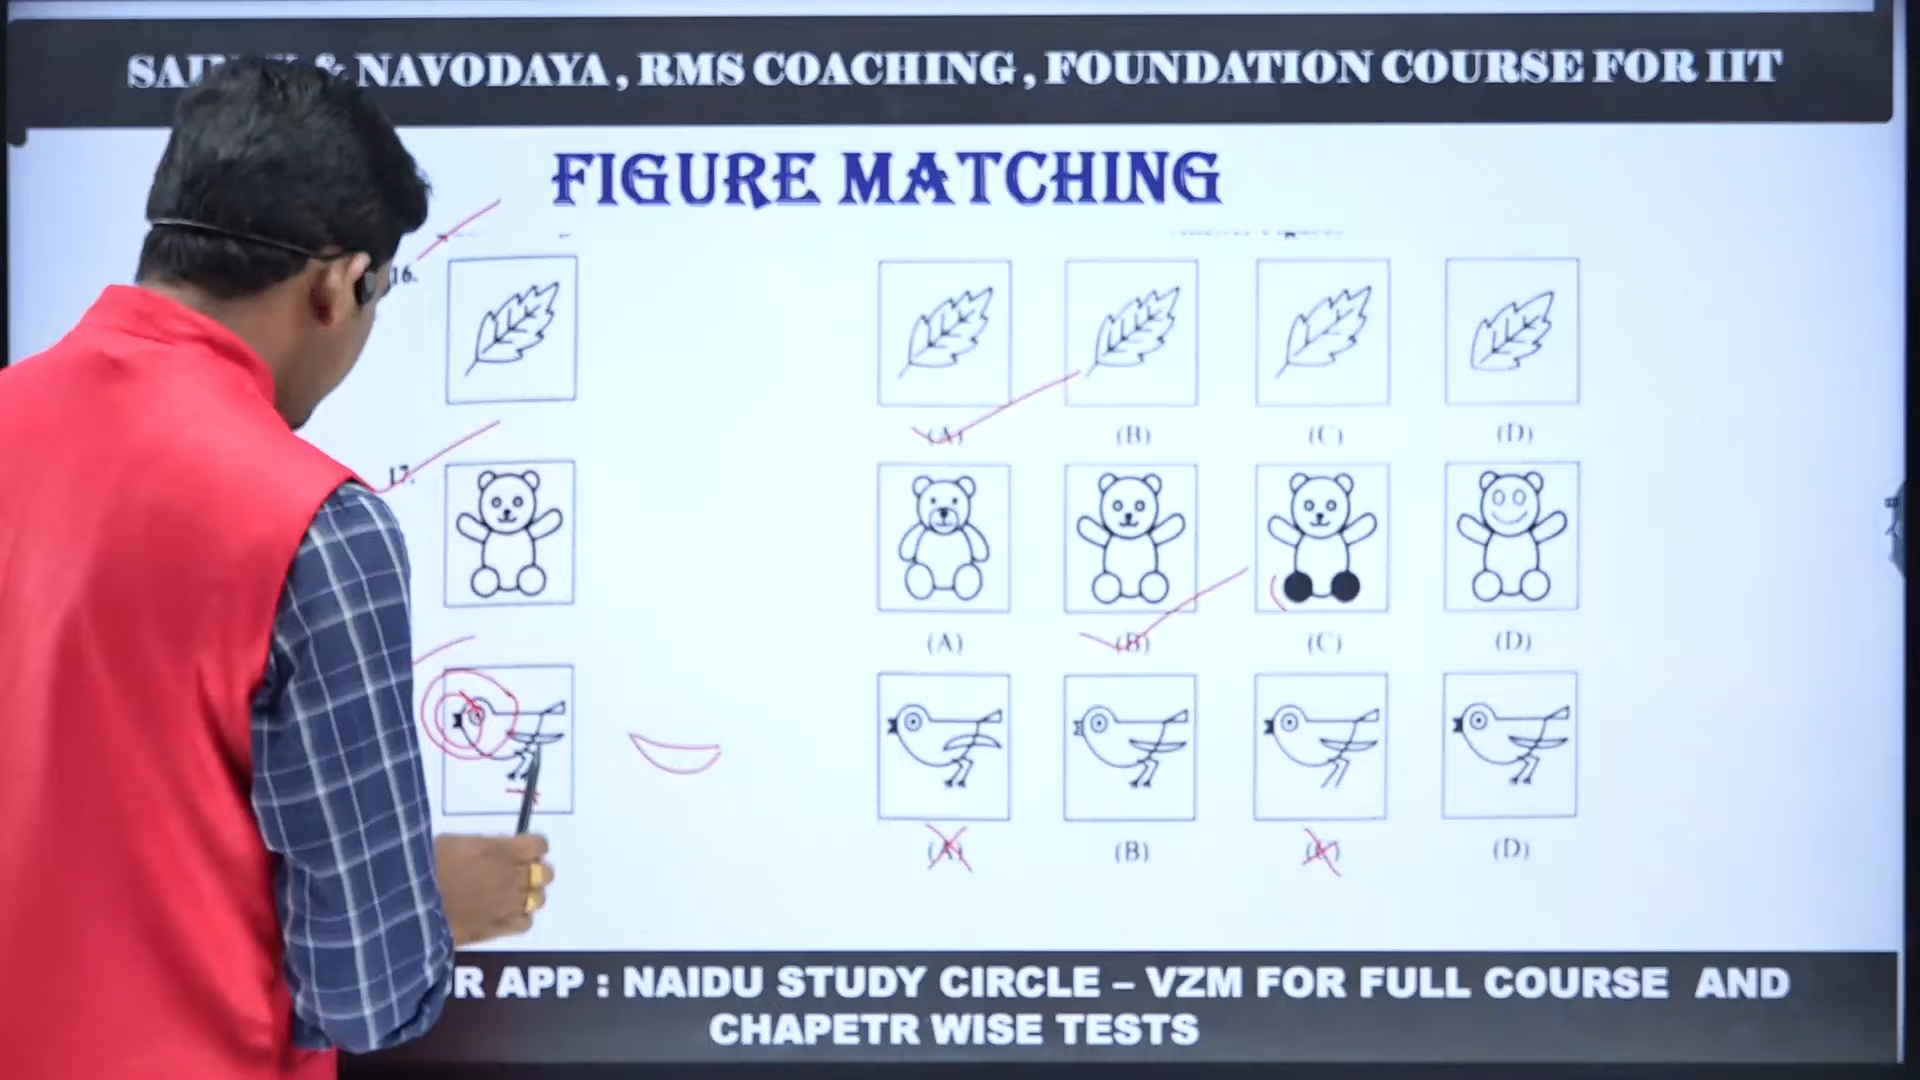 & NAVODAYA , RMS COACHING , FOUNDATION COURSE FOR IIT
FIGURE MATCHING
16.
(A) (B) (C) (D)
17.
(A) (B) (C) (D)
(A) (B) (C) (D)
R APP : NAIDU STUDY CIRCLE – VZM FOR FULL COURSE AND
CHAPETR WISE TESTS